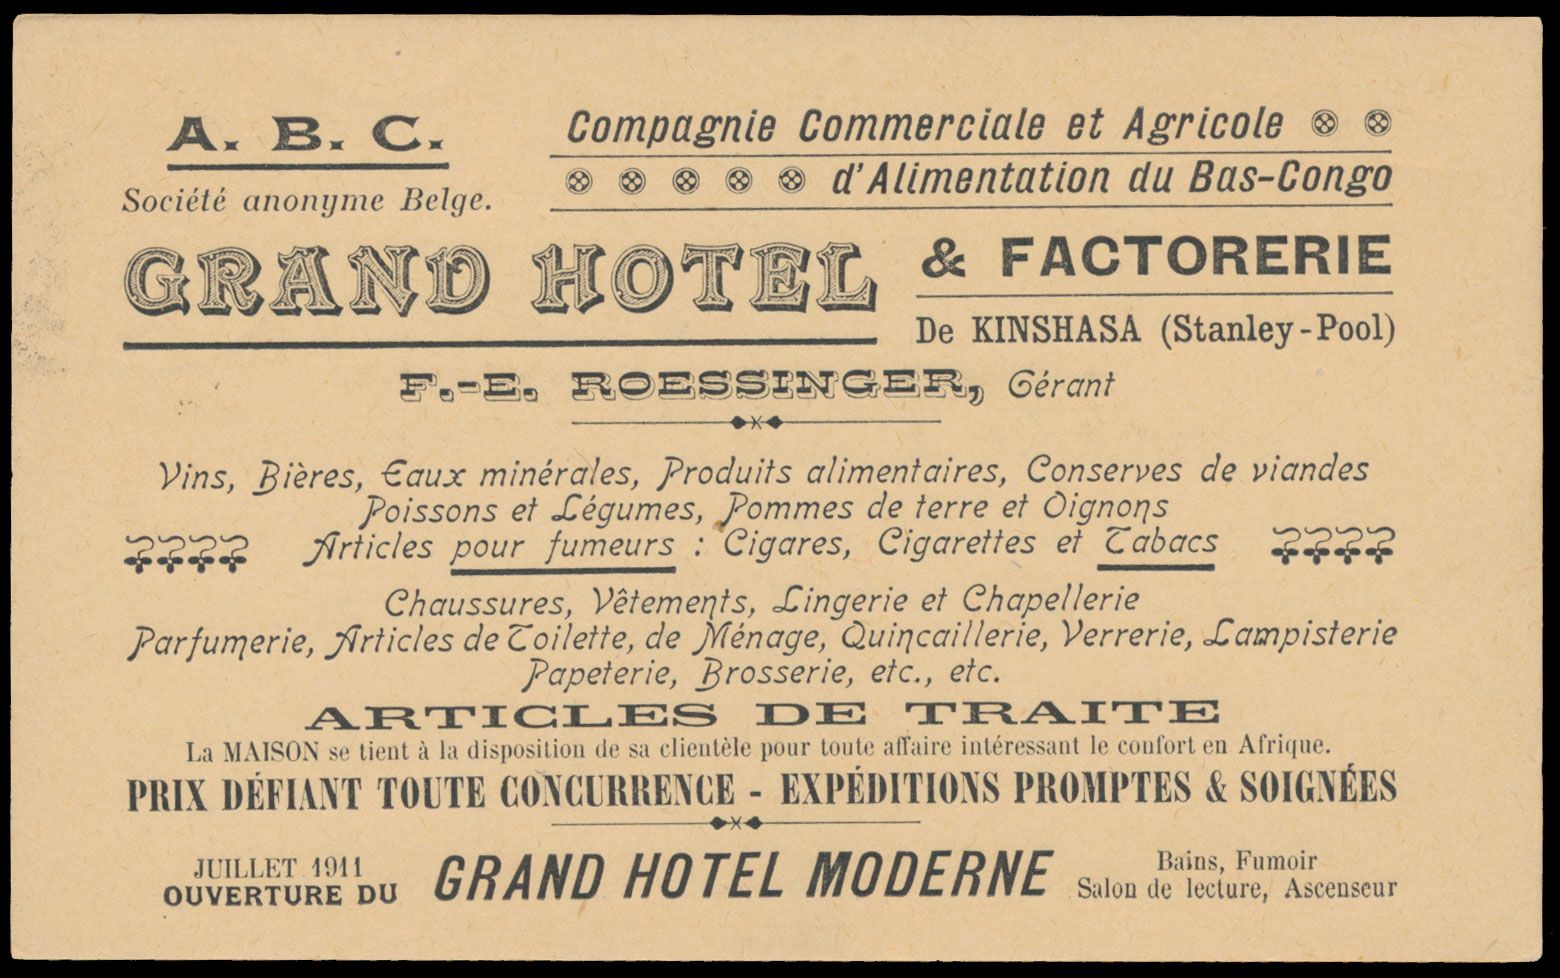 A. B. C.
Société anonyme Belge.
Compagnie Commerciale et Agricole
d'Alimentation du Bas-Congo
GRAND HOTEL
& FACTORERIE
De KINSHASA (Stanley-Pool)
F.-E. ROESSINGER, Gérant
Vins, Bières, Eaux minérales, Produits alimentaires, Conserves de viandes
Poissons et Légumes, Pommes de terre et Oignons
Articles pour fumeurs : Cigares, Cigarettes et Tabacs
Chaussures, Vêtements, Lingerie et Chapellerie
Parfumerie, Articles de Toilette, de Ménage, Quincaillerie, Verrerie, Lampisterie
Papeterie, Brosserie, etc., etc.
ARTICLES DE TRAITE
La MAISON se tient à la disposition de sa clientèle pour toute affaire intéressant le confort en Afrique.
PRIX DÉFIANT TOUTE CONCURRENCE - EXPÉDITIONS PROMPTES & SOIGNÉES
JUILLET 1911
OUVERTURE DU
GRAND HOTEL MODERNE
Bains, Fumoir
Salon de lecture, Ascenseur